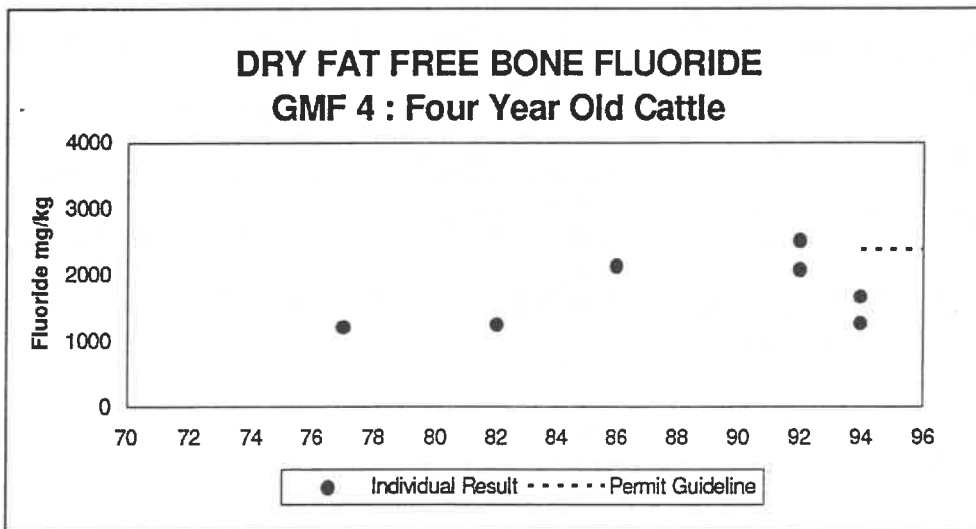 DRY FAT FREE BONE FLUORIDE
GMF 4 : Four Year Old Cattle
Fluoride mg/kg
4000
3000
2000
1000
0
70 72 74 76 78 80 82 84 86 88 90 92 94 96
Individual Result Permit Guideline